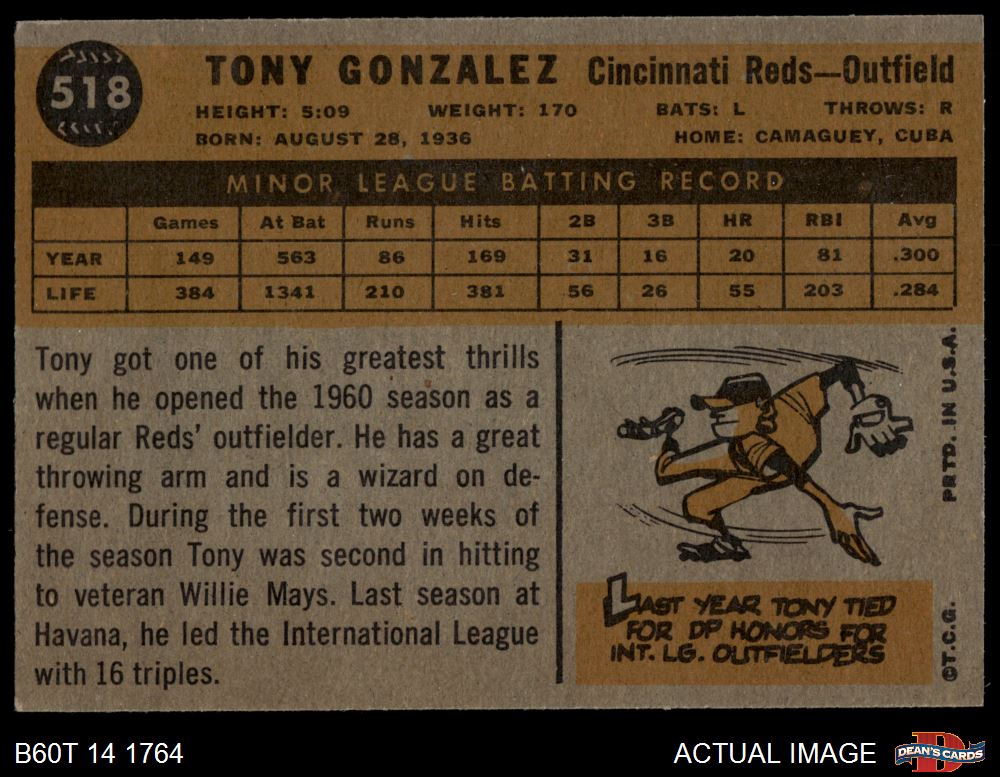 518
TONY GONZALEZ Cincinnati Reds—Outfield
HEIGHT: 5:09 WEIGHT: 170 BATS: L THROWS: R
BORN: AUGUST 28, 1936 HOME: CAMAGUEY, CUBA
MINOR LEAGUE BATTING RECORD
Games At Bat Runs Hits 2B 3B HR RBI Avg
YEAR 149 563 86 169 31 16 20 81 .300
LIFE 384 1341 210 381 56 26 55 203 .284
Tony got one of his greatest thrills
when he opened the 1960 season as a
regular Reds' outfielder. He has a great
throwing arm and is a wizard on de-
fense. During the first two weeks of
the season Tony was second in hitting
to veteran Willie Mays. Last season at
Havana, he led the International League
with 16 triples.
LAST YEAR TONY TIED
FOR DP HONORS FOR
INT. LG. OUTFIELDERS
©T.C.G. PRTD. IN U.S.A.
B60T 14 1764
ACTUAL IMAGE
D
DEAN'S CARDS